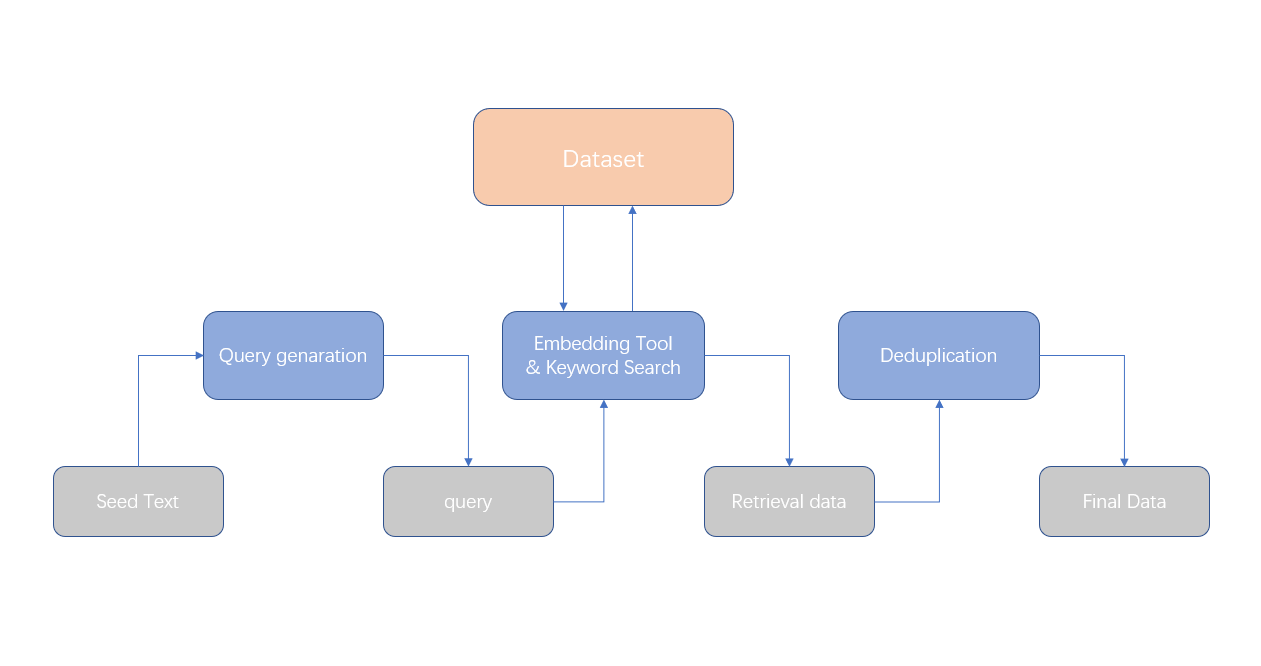 Dataset
Query genaration
Embedding Tool
& Keyword Search
Deduplication
Seed Text
query
Retrieval data
Final Data